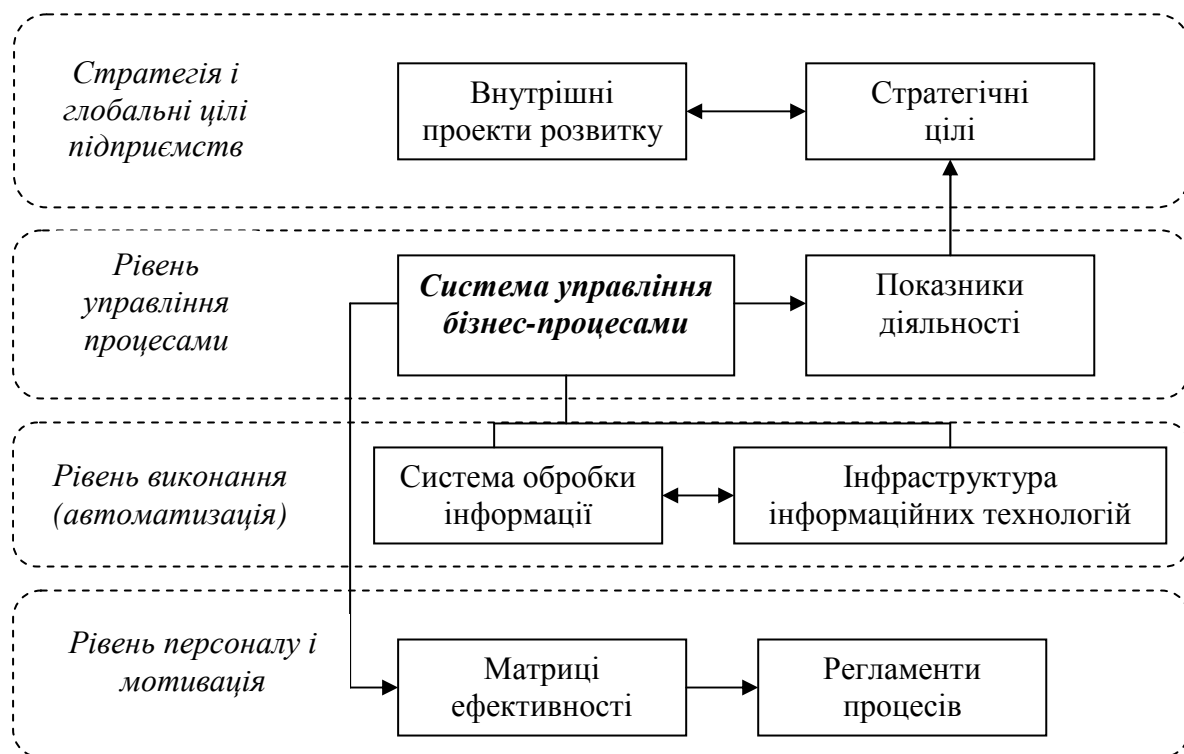 Стратегія і
глобальні цілі
підприємств
Внутрішні
проекти розвитку
Стратегічні
цілі
Рівень
управління
процесами
Система управління
бізнес-процесами
Показники
діяльності
Рівень виконання
(автоматизація)
Система обробки
інформації
Інфраструктура
інформаційних технологій
Рівень персоналу і
мотивація
Матриці
ефективності
Регламенти
процесів